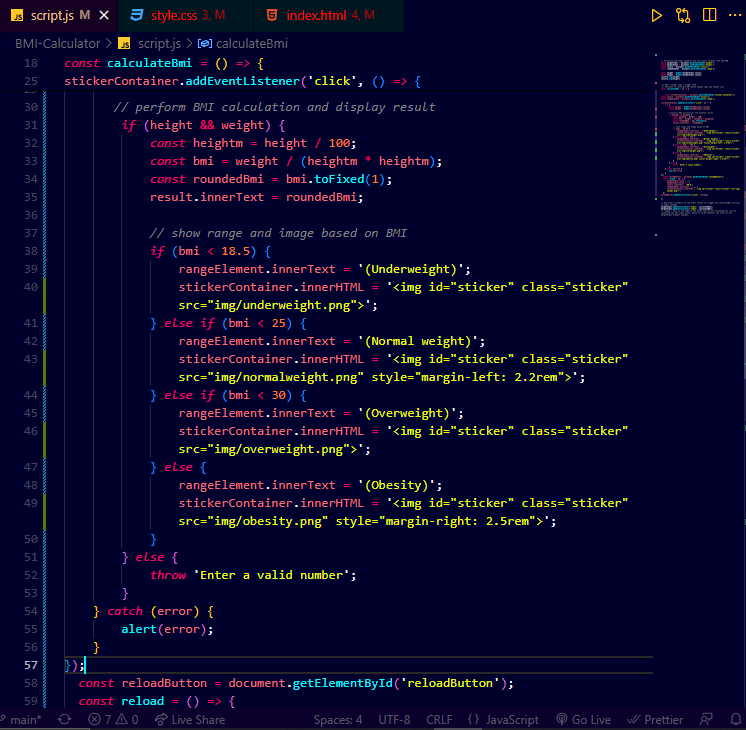 script.js M ✕ style.css 3, M index.html 4, M
BMI-Calculator > script.js > calculateBmi
18 const calculateBmi = () => {
25 stickerContainer.addEventListener('click', () => {
30 // perform BMI calculation and display result
31 if (height && weight) {
32 const heightm = height / 100;
33 const bmi = weight / (heightm * heightm);
34 const roundedBmi = bmi.toFixed(1);
35 result.innerText = roundedBmi;
36
37 // show range and image based on BMI
38 if (bmi < 18.5) {
39 rangeElement.innerText = '(Underweight)';
40 stickerContainer.innerHTML = '<img id="sticker" class="sticker"
src="img/underweight.png">';
41 } else if (bmi < 25) {
42 rangeElement.innerText = '(Normal weight)';
43 stickerContainer.innerHTML = '<img id="sticker" class="sticker"
src="img/normalweight.png" style="margin-left: 2.2rem">';
44 } else if (bmi < 30) {
45 rangeElement.innerText = '(Overweight)';
46 stickerContainer.innerHTML = '<img id="sticker" class="sticker"
src="img/overweight.png">';
47 } else {
48 rangeElement.innerText = '(Obesity)';
49 stickerContainer.innerHTML = '<img id="sticker" class="sticker"
src="img/obesity.png" style="margin-right: 2.5rem">';
50 }
51 } else {
52 throw 'Enter a valid number';
53 }
54 } catch (error) {
55 alert(error);
56 }
57 });
58 const reloadButton = document.getElementById('reloadButton');
59 const reload = () => {
main* 7 0 Live Share Spaces: 4 UTF-8 CRLF {} JavaScript Go Live Prettier